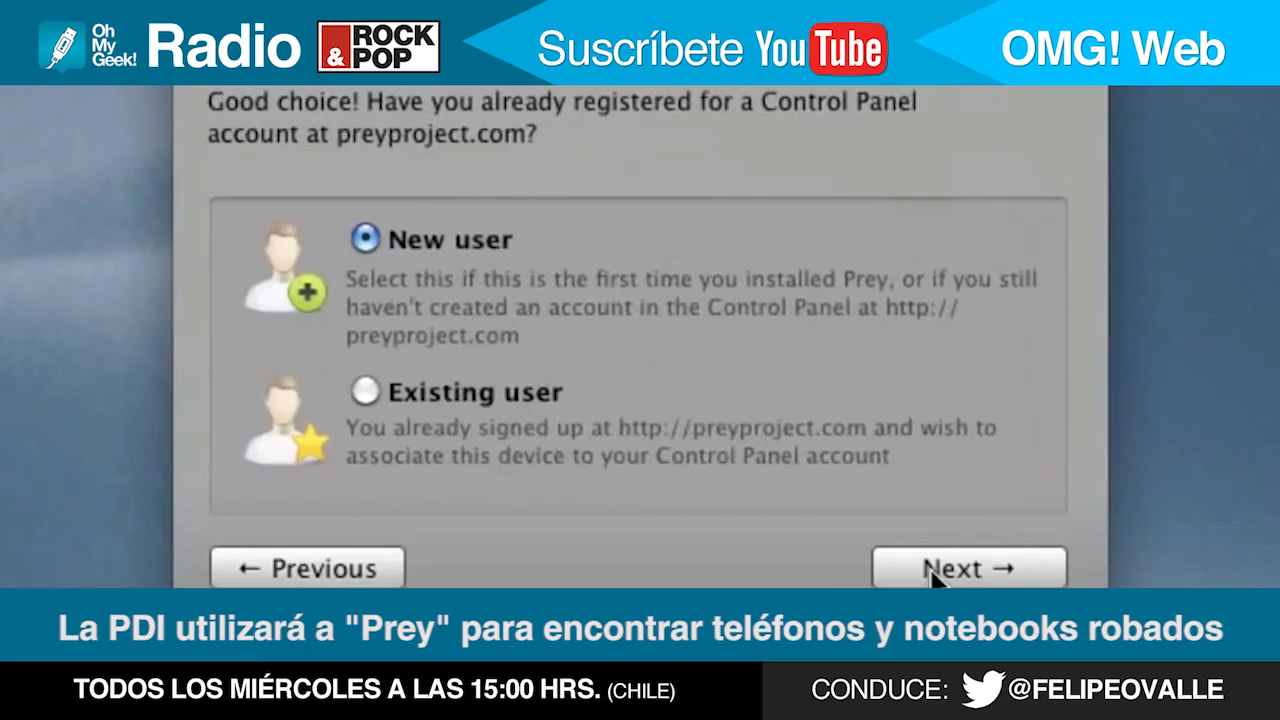 Oh
My
Geek!
Radio
ROCK
& POP
Suscríbete YouTube
OMG! Web
Good choice! Have you already registered for a Control Panel
account at preyproject.com?
New user
Select this if this is the first time you installed Prey, or if you still
haven't created an account in the Control Panel at http://
preyproject.com
Existing user
You already signed up at http://preyproject.com and wish to
associate this device to your Control Panel account
← Previous
Next →
La PDI utilizará a "Prey" para encontrar teléfonos y notebooks robados
TODOS LOS MIÉRCOLES A LAS 15:00 HRS. (CHILE)
CONDUCE: @FELIPEOVALLE